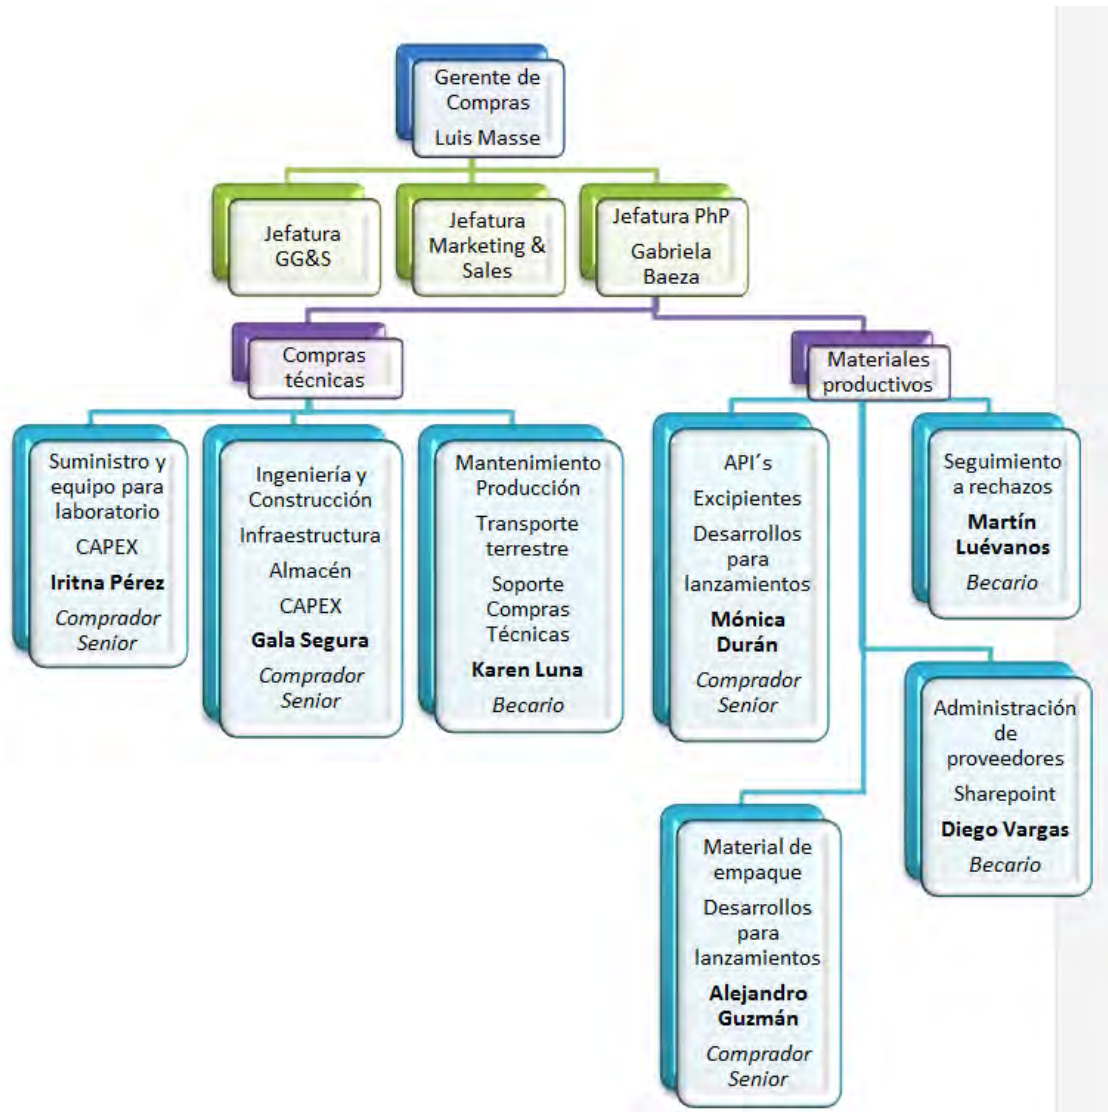 Gerente de
Compras
Luis Masse
Jefatura
GG&S
Jefatura
Marketing &
Sales
Jefatura PhP
Gabriela
Baeza
Compras
técnicas
Materiales
productivos
Suministro y
equipo para
laboratorio
CAPEX
Iritna Pérez
Comprador
Senior
Ingeniería y
Construcción
Infraestructura
Almacén
CAPEX
Gala Segura
Comprador
Senior
Mantenimiento
Producción
Transporte
terrestre
Soporte
Compras
Técnicas
Karen Luna
Becario
API´s
Excipientes
Desarrollos
para
lanzamientos
Mónica
Durán
Comprador
Senior
Seguimiento
a rechazos
Martín
Luévanos
Becario
Administración
de
proveedores
Sharepoint
Diego Vargas
Becario
Material de
empaque
Desarrollos
para
lanzamientos
Alejandro
Guzmán
Comprador
Senior